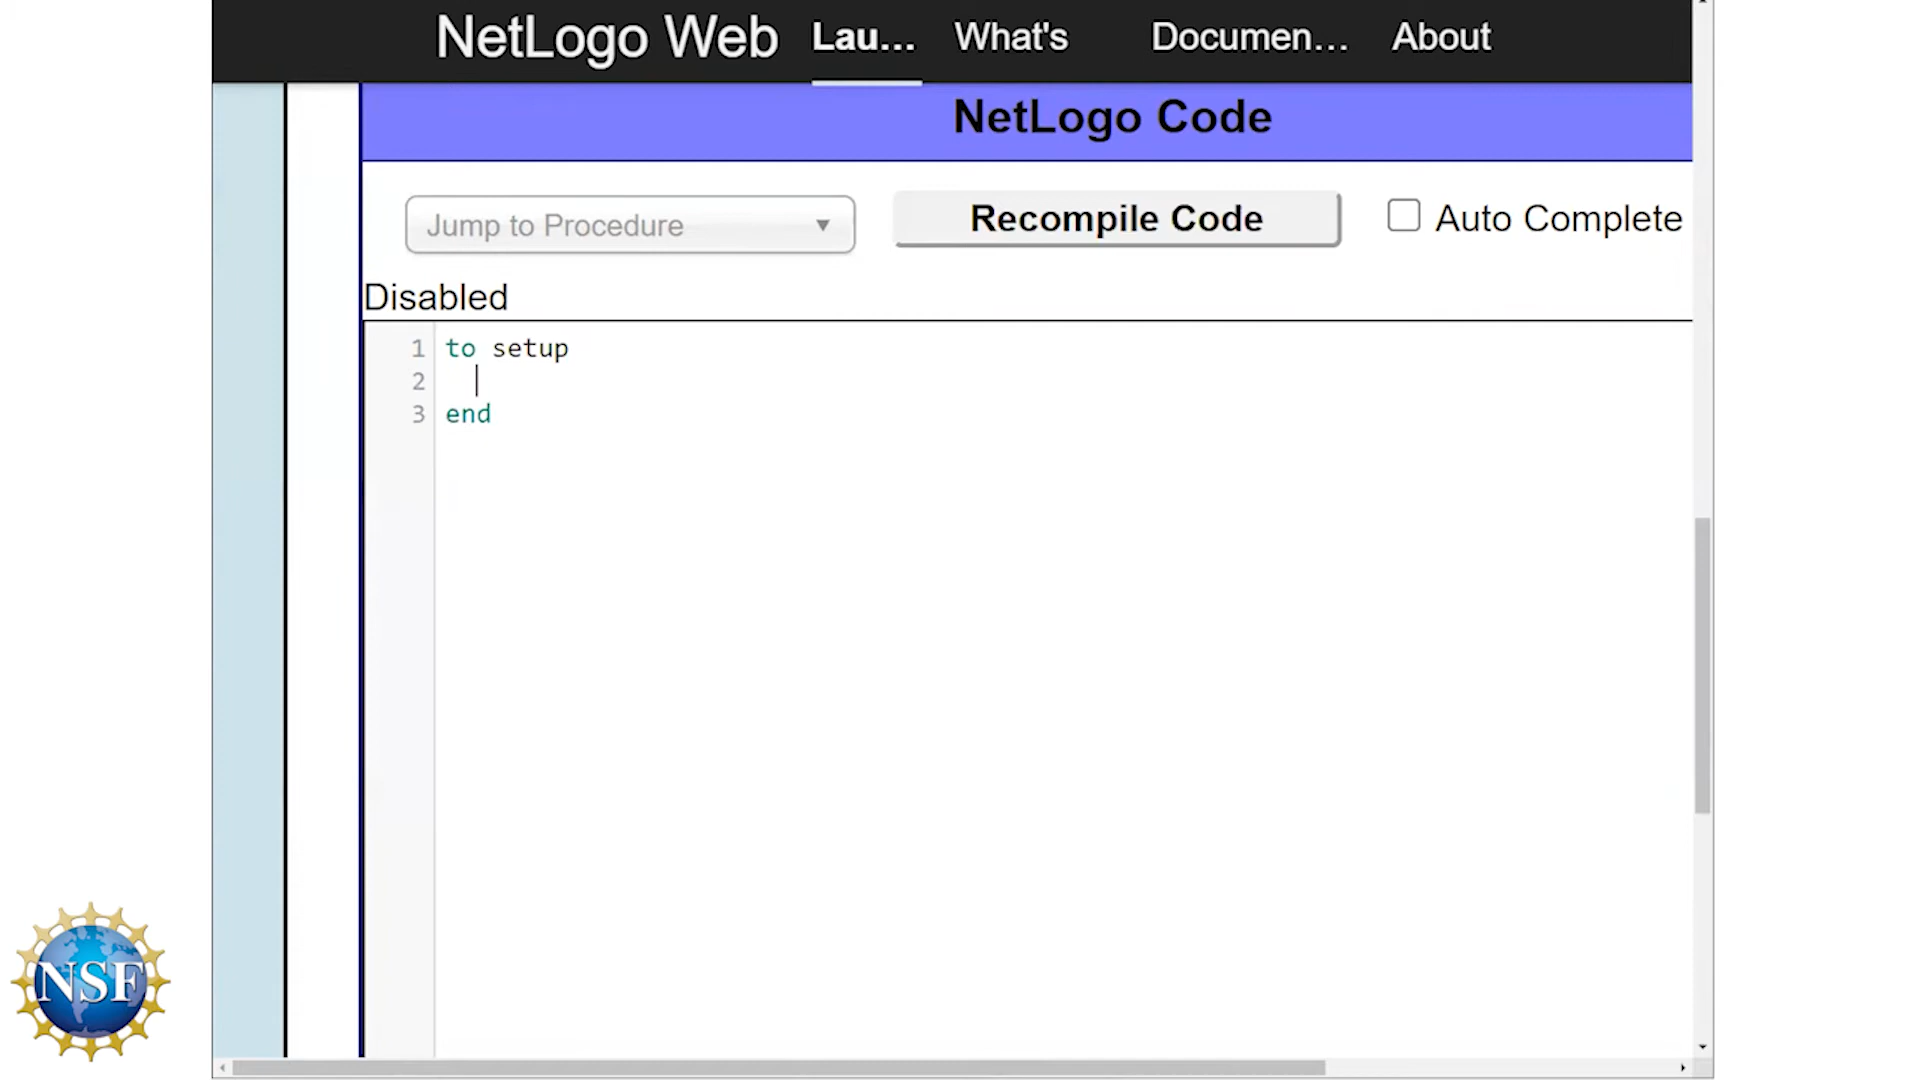 NetLogo Web Lau... What's Documen... About
NetLogo Code
Jump to Procedure Recompile Code Auto Complete
Disabled
1 to setup
2
3 end
NSF